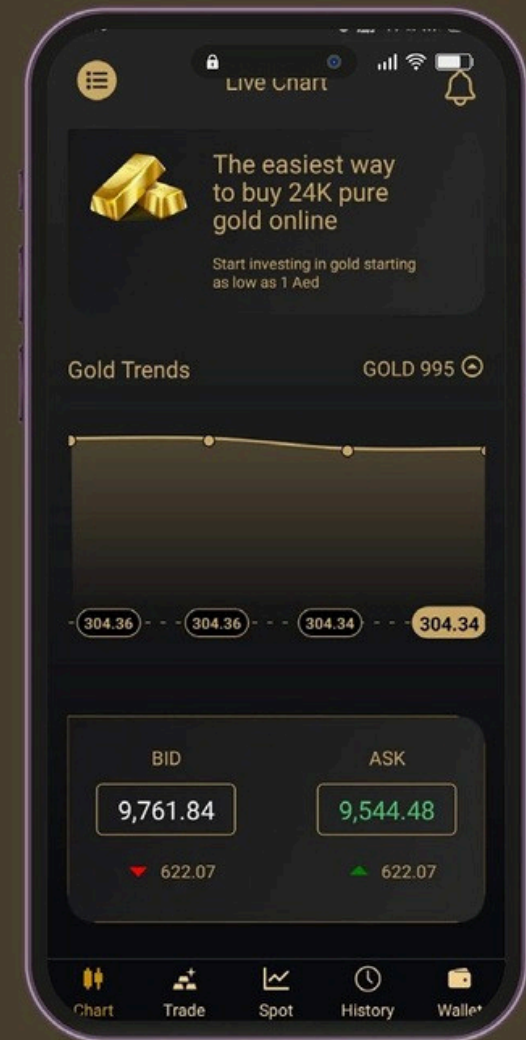 Live Chart
The easiest way
to buy 24K pure
gold online
Start investing in gold starting
as low as 1 Aed
Gold Trends
GOLD 995
304.36
304.36
304.34
304.34
BID
ASK
9,761.84
9,544.48
622.07
622.07
Chart
Trade
Spot
History
Wallet